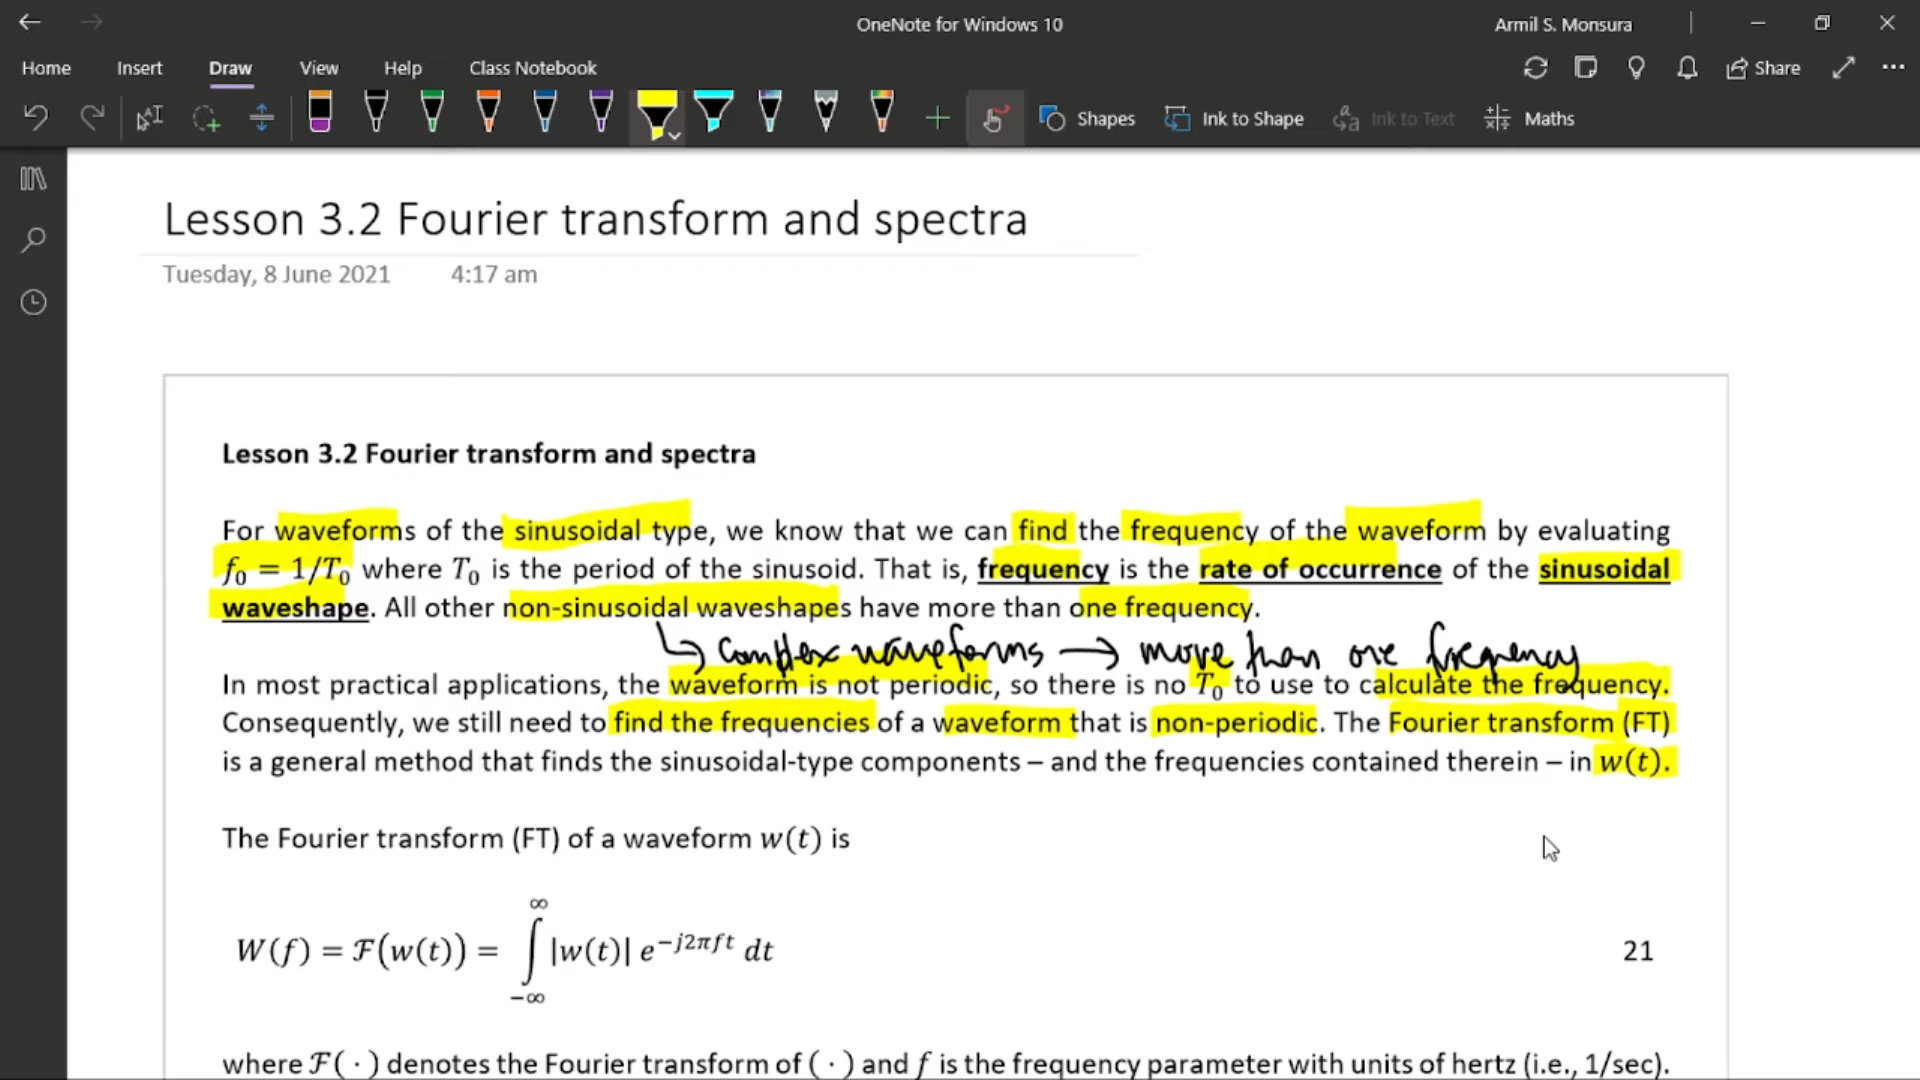 OneNote for Windows 10
Armil S. Monsura
Home Insert Draw View Help Class Notebook
Share
Shapes Ink to Shape Ink to Text Maths
Lesson 3.2 Fourier transform and spectra
Tuesday, 8 June 2021 4:17 am
Lesson 3.2 Fourier transform and spectra
For waveforms of the sinusoidal type, we know that we can find the frequency of the waveform by evaluating
f₀ = 1/T₀ where T₀ is the period of the sinusoid. That is, frequency is the rate of occurrence of the sinusoidal
waveshape. All other non-sinusoidal waveshapes have more than one frequency.
↳ complex waveforms → more than one frequency
In most practical applications, the waveform is not periodic, so there is no T₀ to use to calculate the frequency.
Consequently, we still need to find the frequencies of a waveform that is non-periodic. The Fourier transform (FT)
is a general method that finds the sinusoidal-type components – and the frequencies contained therein – in w(t).
The Fourier transform (FT) of a waveform w(t) is
W(f) = ℱ(w(t)) = ∫_{-∞}^{∞} |w(t)| e^{−j2πft} dt 21
where ℱ( · ) denotes the Fourier transform of ( · ) and f is the frequency parameter with units of hertz (i.e., 1/sec).